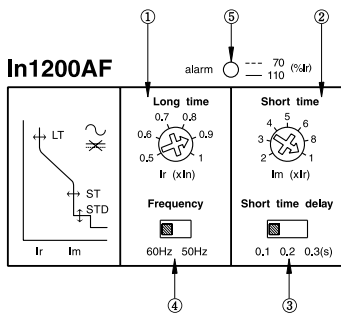 ① ⑤ ②
alarm --- 70 (%Ir)
— 110
In1200AF
Long time
0.5 0.6 0.7 0.8 0.9 1
Ir (xIn)
Short time
2 3 4 5 6 8 1
Im (xIr)
LT
ST
STD
Ir Im
Frequency
60Hz 50Hz
Short time delay
0.1 0.2 0.3(s)
④ ③